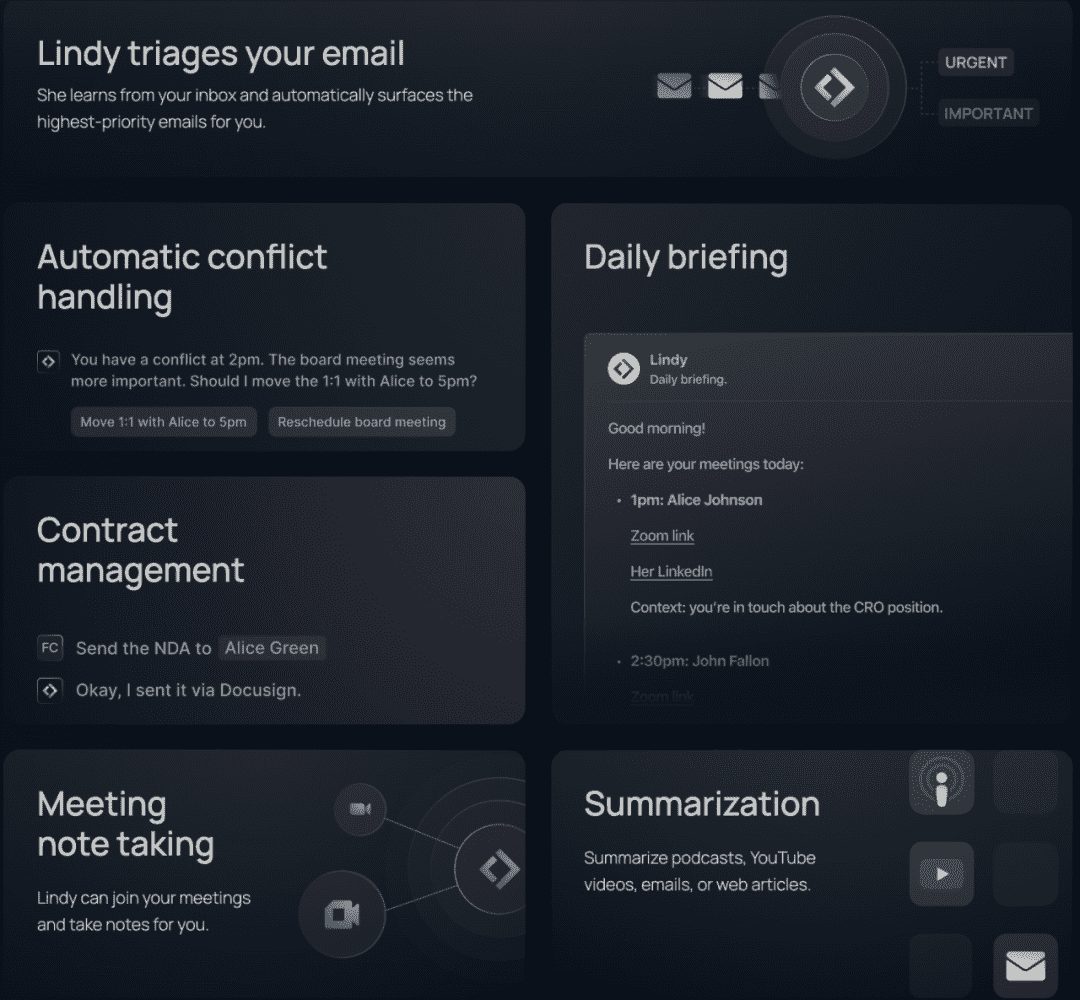 Lindy triages your email
She learns from your inbox and automatically surfaces the
highest-priority emails for you.
URGENT
IMPORTANT
Automatic conflict
handling
You have a conflict at 2pm. The board meeting seems
more important. Should I move the 1:1 with Alice to 5pm?
Move 1:1 with Alice to 5pm
Reschedule board meeting
Daily briefing
Lindy
Daily briefing.
Good morning!
Here are your meetings today:
• 1pm: Alice Johnson
Zoom link
Her LinkedIn
Context: you're in touch about the CRO position.
• 2:30pm: John Fallon
Zoom link
Contract
management
FC Send the NDA to Alice Green
Okay, I sent it via Docusign.
Meeting
note taking
Lindy can join your meetings
and take notes for you.
Summarization
Summarize podcasts, YouTube
videos, emails, or web articles.